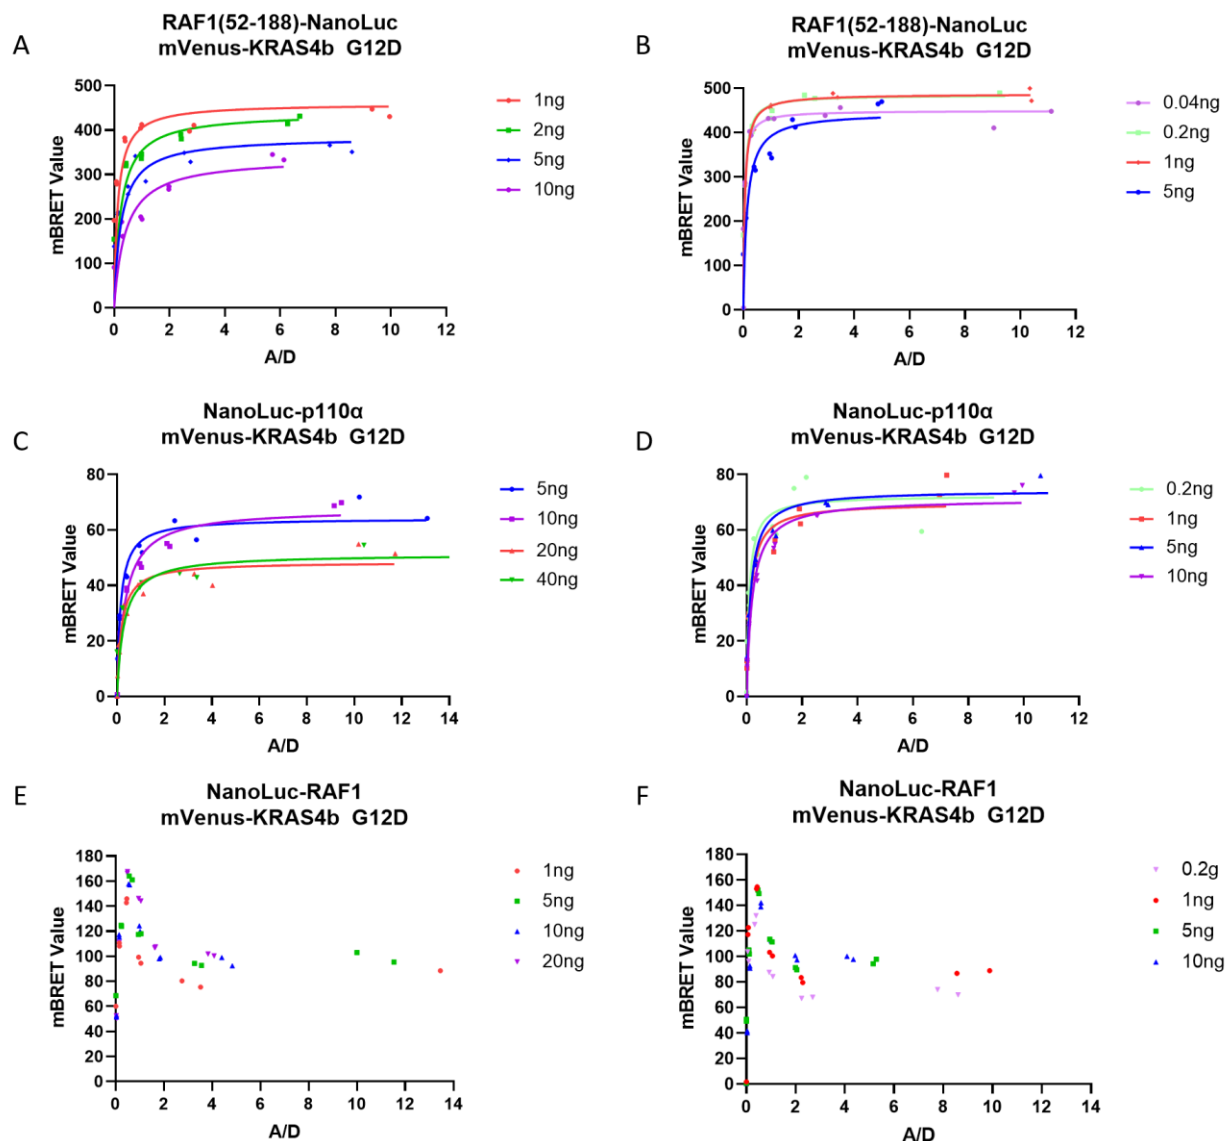 A
RAF1(52-188)-NanoLuc
mVenus-KRAS4b G12D
mBRET Value
500
400
300
200
100
0
0 2 4 6 8 10 12
A/D
1ng
2ng
5ng
10ng
B
RAF1(52-188)-NanoLuc
mVenus-KRAS4b G12D
mBRET Value
500
400
300
200
100
0
0 2 4 6 8 10 12
A/D
0.04ng
0.2ng
1ng
5ng
C
NanoLuc-p110α
mVenus-KRAS4b G12D
mBRET Value
80
60
40
20
0
0 2 4 6 8 10 12 14
A/D
5ng
10ng
20ng
40ng
D
NanoLuc-p110α
mVenus-KRAS4b G12D
mBRET Value
80
60
40
20
0
0 2 4 6 8 10 12
A/D
0.2ng
1ng
5ng
10ng
E
NanoLuc-RAF1
mVenus-KRAS4b G12D
mBRET Value
180
160
140
120
100
80
60
40
20
0
0 2 4 6 8 10 12 14
A/D
1ng
5ng
10ng
20ng
F
NanoLuc-RAF1
mVenus-KRAS4b G12D
mBRET Value
180
160
140
120
100
80
60
40
20
0
0 2 4 6 8 10 12 14
A/D
0.2g
1ng
5ng
10ng